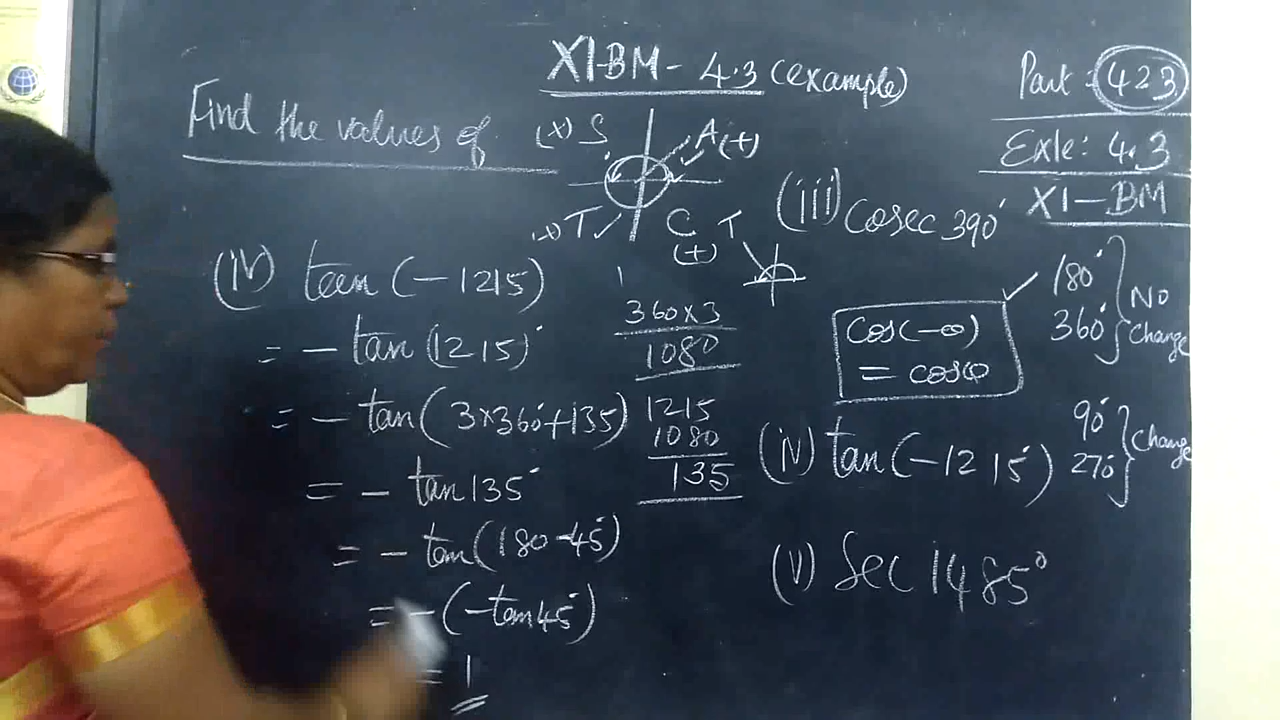 XI-BM-4.3 (example)
Part: 423
Exle: 4.3
XI-BM
Find the values of
(+) S
A (+)
(+) T
C
(+)
T
(iii) cosec 390°
180°
360°
No
Change
(iv) tan (-1215)
= - tan (1215)°
= - tan (3×360°+135)
= - tan 135°
= - tan (180-45°)
= - (-tan 45°)
= 1
360×3
1080
1215
1080
135
= cosφ
90°
270°
Change
(iv) tan (-1215°)
(v) Sec 1485°